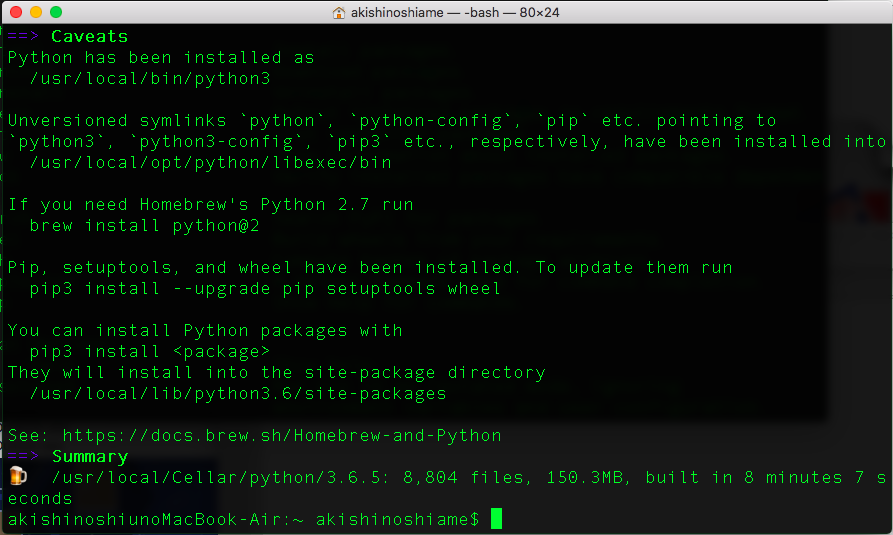 akishinoshiame — -bash — 80×24
==> Caveats
Python has been installed as
  /usr/local/bin/python3
Unversioned symlinks `python`, `python-config`, `pip` etc. pointing to
`python3`, `python3-config`, `pip3` etc., respectively, have been installed into
  /usr/local/opt/python/libexec/bin
If you need Homebrew's Python 2.7 run
  brew install python@2
Pip, setuptools, and wheel have been installed. To update them run
  pip3 install --upgrade pip setuptools wheel
You can install Python packages with
  pip3 install <package>
They will install into the site-package directory
  /usr/local/lib/python3.6/site-packages
See: https://docs.brew.sh/Homebrew-and-Python
==> Summary
🍺  /usr/local/Cellar/python/3.6.5: 8,804 files, 150.3MB, built in 8 minutes 7 s
econds
akishinoshiunoMacBook-Air:~ akishinoshiame$